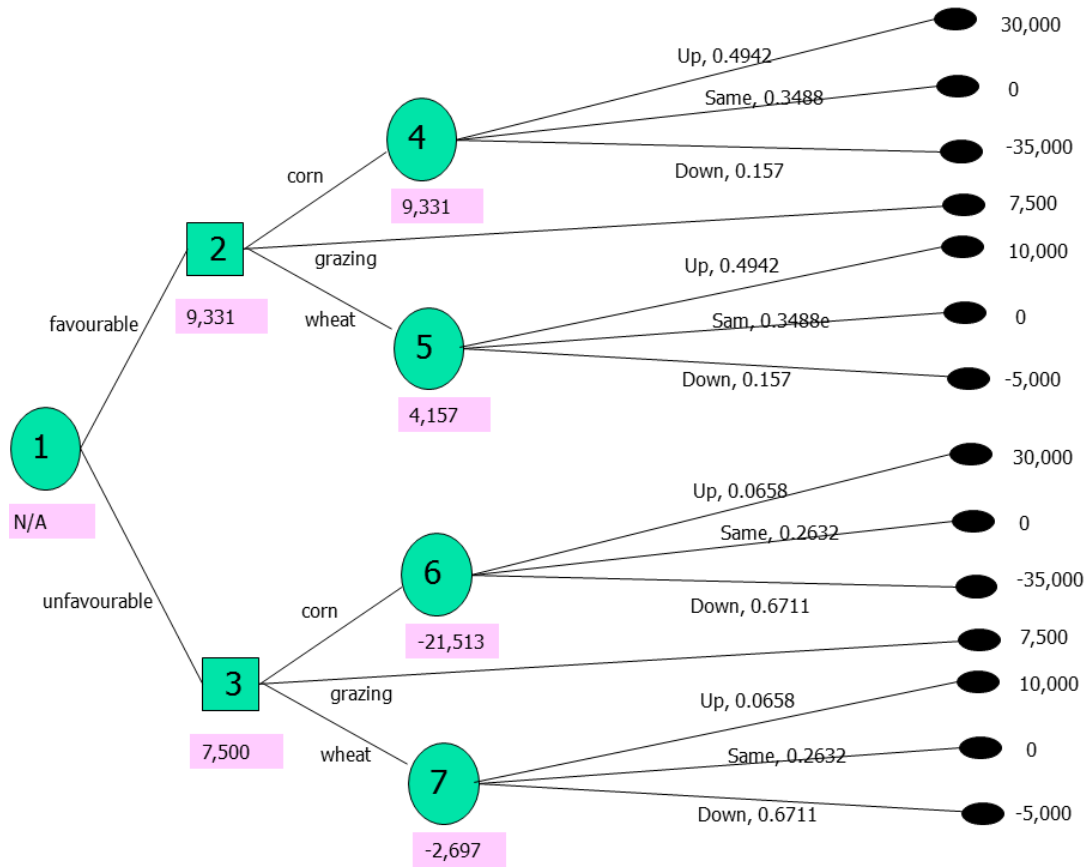 30,000
Up, 0.4942
4
Same, 0.3488
0
-35,000
corn
Down, 0.157
9,331
7,500
2
grazing
10,000
Up, 0.4942
favourable
9,331
wheat
5
Sam, 0.3488e
0
Down, 0.157
-5,000
4,157
1
N/A
30,000
Up, 0.0658
Same, 0.2632
0
6
-35,000
unfavourable
corn
Down, 0.6711
-21,513
7,500
3
grazing
Up, 0.0658
10,000
7,500
wheat
7
Same, 0.2632
0
Down, 0.6711
-5,000
-2,697